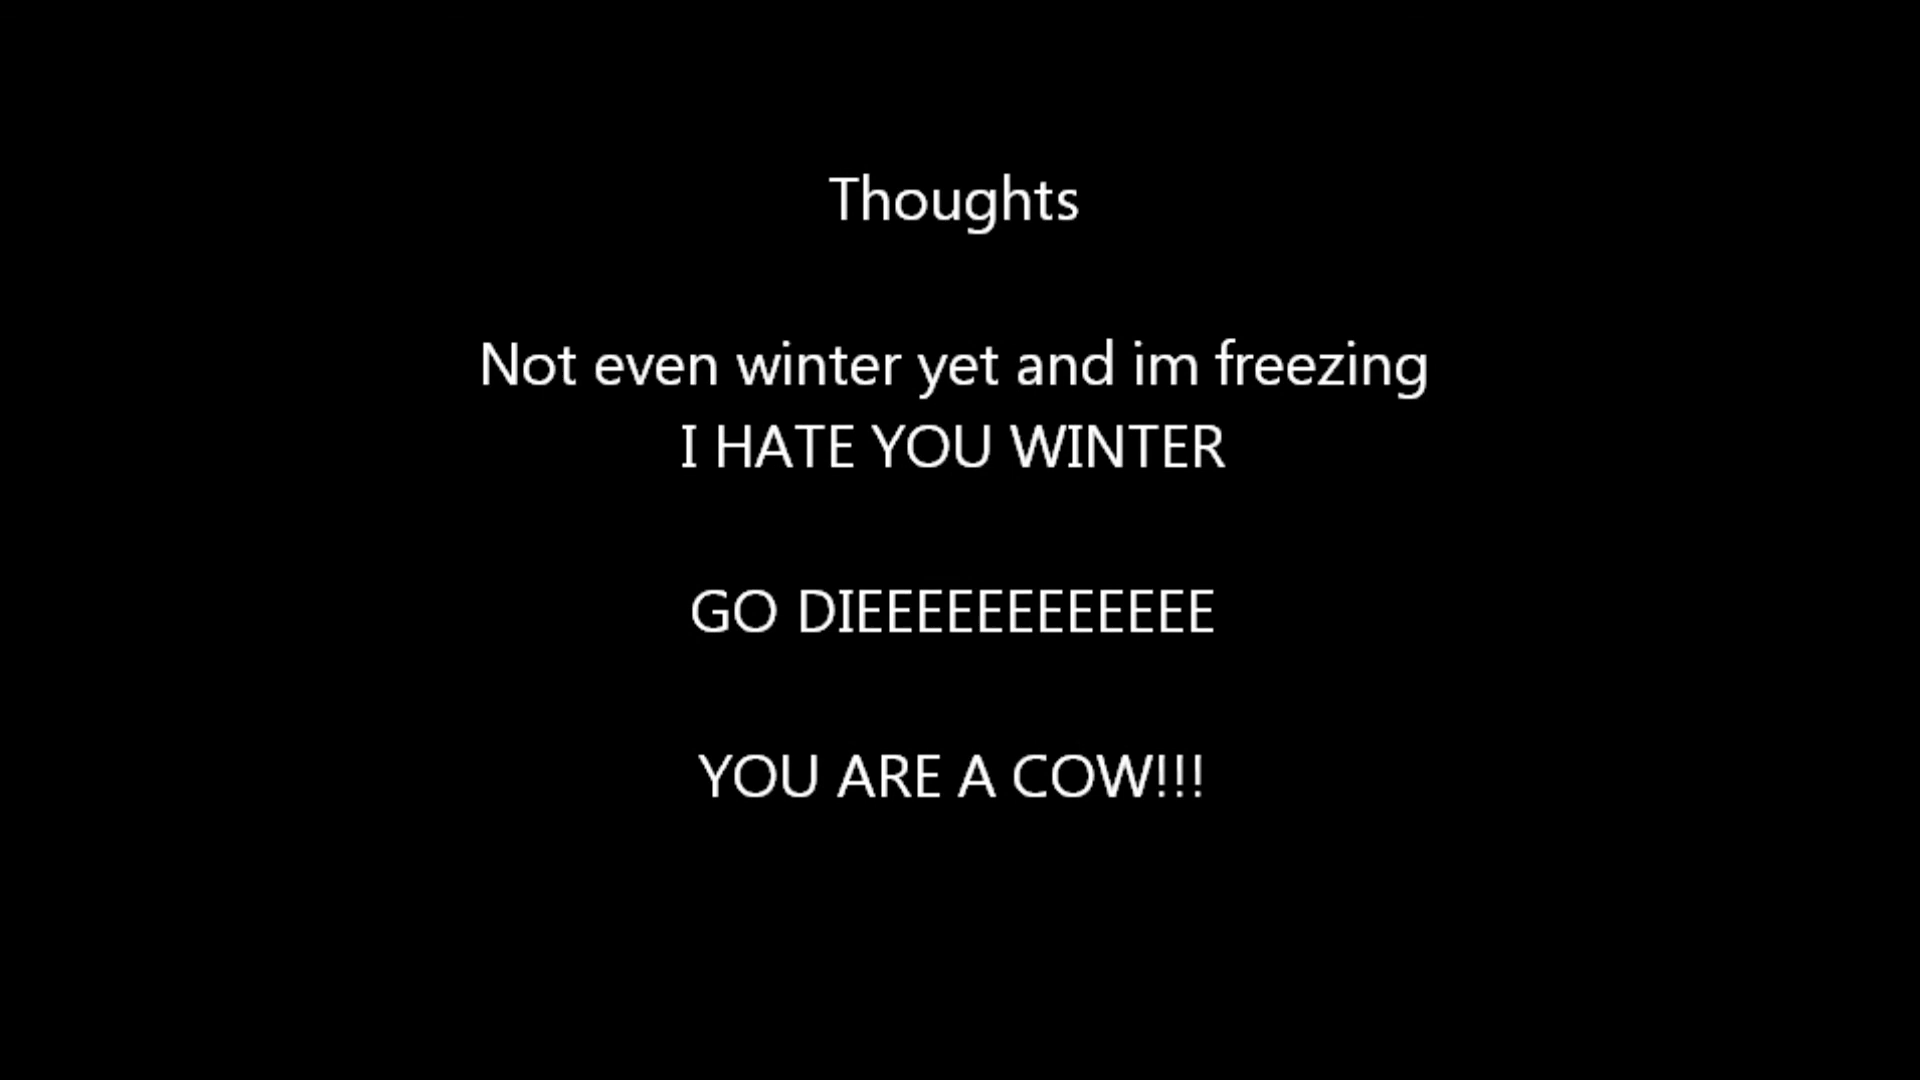 Thoughts
Not even winter yet and im freezing
I HATE YOU WINTER
GO DIEEEEEEEEEEEE
YOU ARE A COW!!!